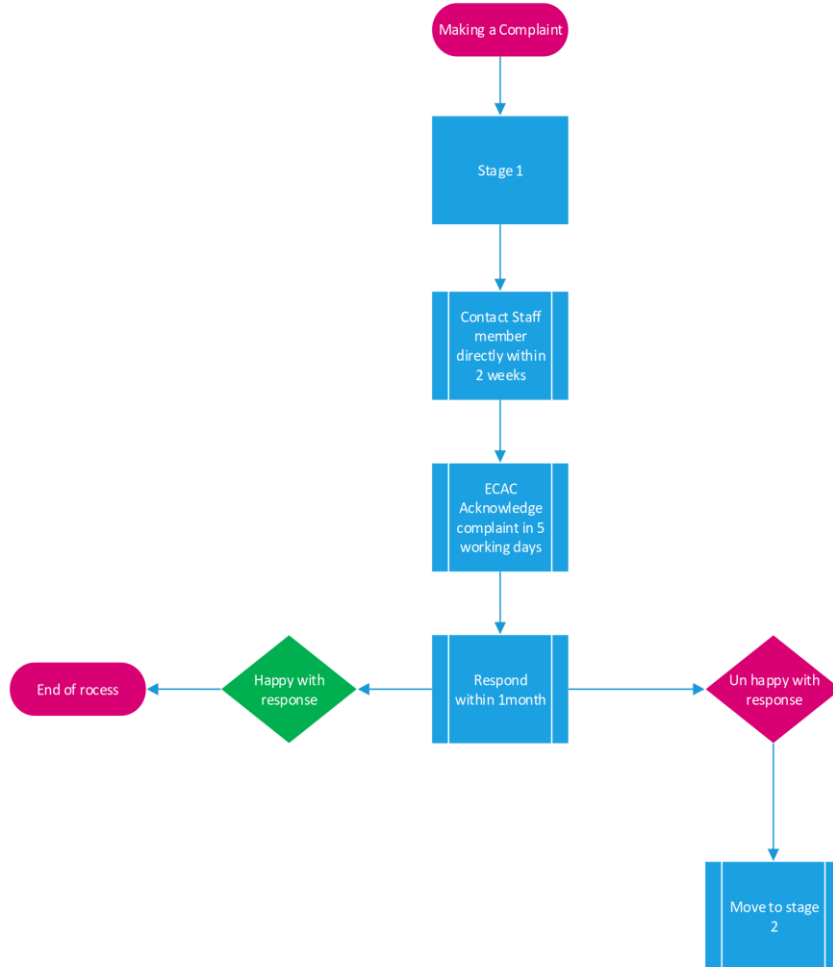 Making a Complaint
Stage 1
Contact Staff
member
directly within
2 weeks
ECAC
Acknowledge
complaint in 5
working days
Respond
within 1month
Happy with
response
End of rocess
Un happy with
response
Move to stage
2